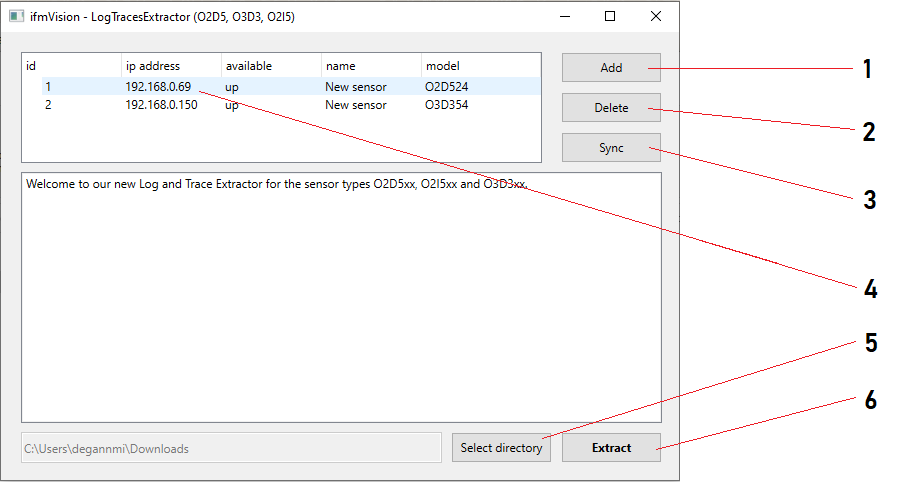 ifmVision - LogTracesExtractor (O2D5, O3D3, O2I5)
id ip address available name model
1 192.168.0.69 up New sensor O2D524
2 192.168.0.150 up New sensor O3D354
Add
1
Delete
2
Sync
3
Welcome to our new Log and Trace Extractor for the sensor types O2D5xx, O2I5xx and O3D3xx.
4
5
6
C:\Users\degannmi\Downloads
Select directory
Extract